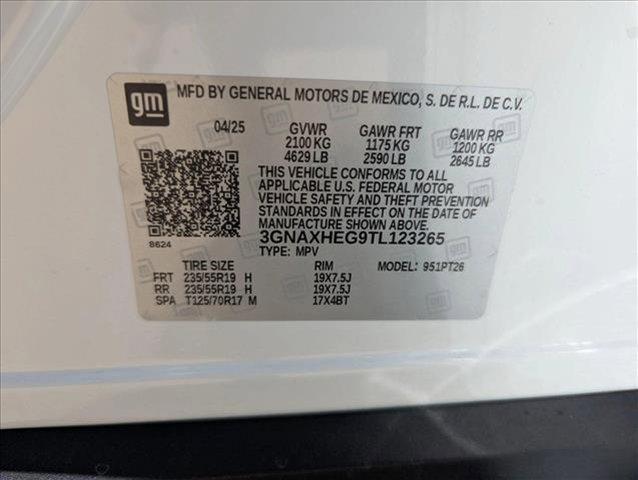 gm MFD BY GENERAL MOTORS DE MEXICO, S. DE R.L. DE C.V.
04/25 GVWR GAWR FRT GAWR RR
2100 KG 1175 KG 1200 KG
4629 LB 2590 LB 2645 LB
THIS VEHICLE CONFORMS TO ALL
APPLICABLE U.S. FEDERAL MOTOR
VEHICLE SAFETY AND THEFT PREVENTION
STANDARDS IN EFFECT ON THE DATE OF
MANUFACTURE SHOWN ABOVE.
8624 3GNAXHEG9TL123265
TYPE: MPV
TIRE SIZE RIM MODEL: 951PT26
FRT 235/55R19 H 19X7.5J
RR 235/55R19 H 19X7.5J
SPA T125/70R17 M 17X4BT